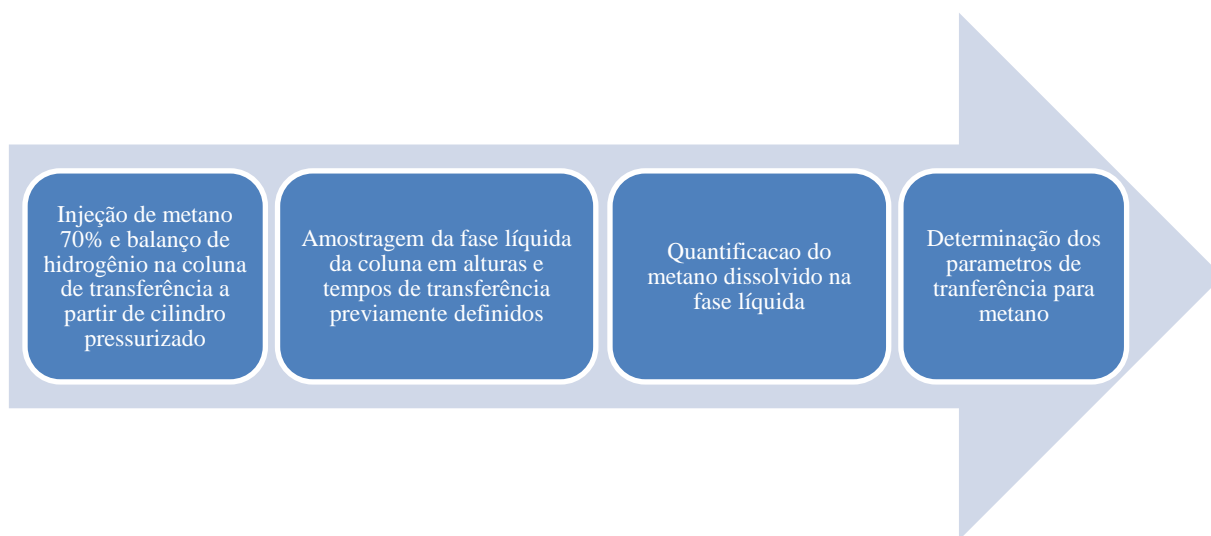 Injeção de metano
70% e balanço de
hidrogênio na coluna
de transferência a
partir de cilindro
pressurizado
Amostragem da fase líquida
da coluna em alturas e
tempos de transferência
previamente definidos
Quantificacao do
metano dissolvido na
fase líquida
Determinação dos
parametros de
tranferência para
metano